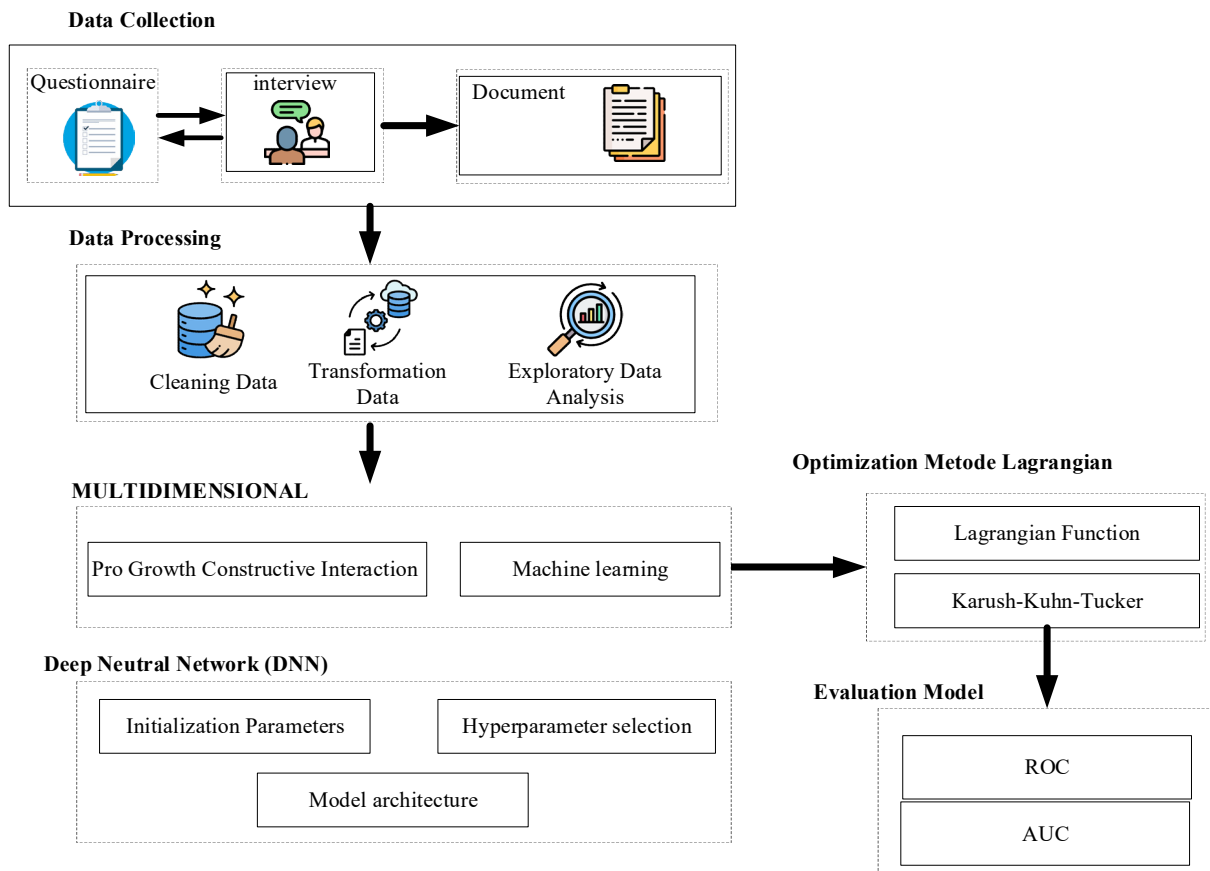 Data Collection
Questionnaire
interview
Document
Data Processing
Cleaning Data
Transformation
Data
Exploratory Data
Analysis
MULTIDIMENSIONAL
Pro Growth Constructive Interaction
Machine learning
Optimization Metode Lagrangian
Lagrangian Function
Karush-Kuhn-Tucker
Deep Neutral Network (DNN)
Initialization Parameters
Hyperparameter selection
Model architecture
Evaluation Model
ROC
AUC